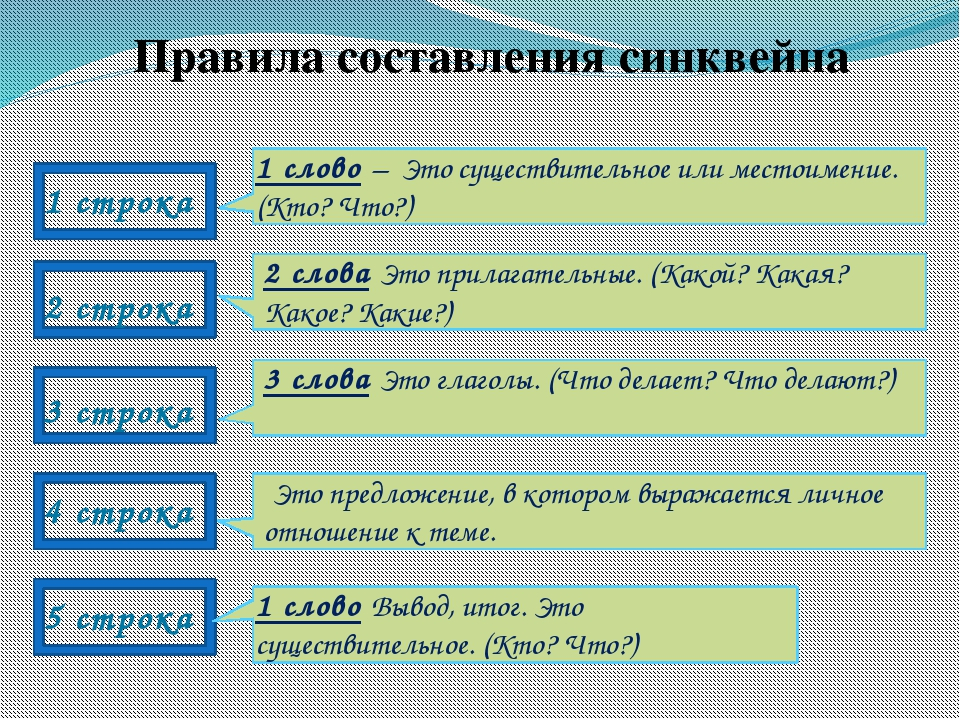 Правила составления синквейна
1 строка
1 слово – Это существительное или местоимение.
(Кто? Что?)
2 строка
2 слова Это прилагательные. (Какой? Какая?
Какое? Какие?)
3 строка
3 слова Это глаголы. (Что делает? Что делают?)
4 строка
Это предложение, в котором выражается личное
отношение к теме.
5 строка
1 слово Вывод, итог. Это
существительное. (Кто? Что?)